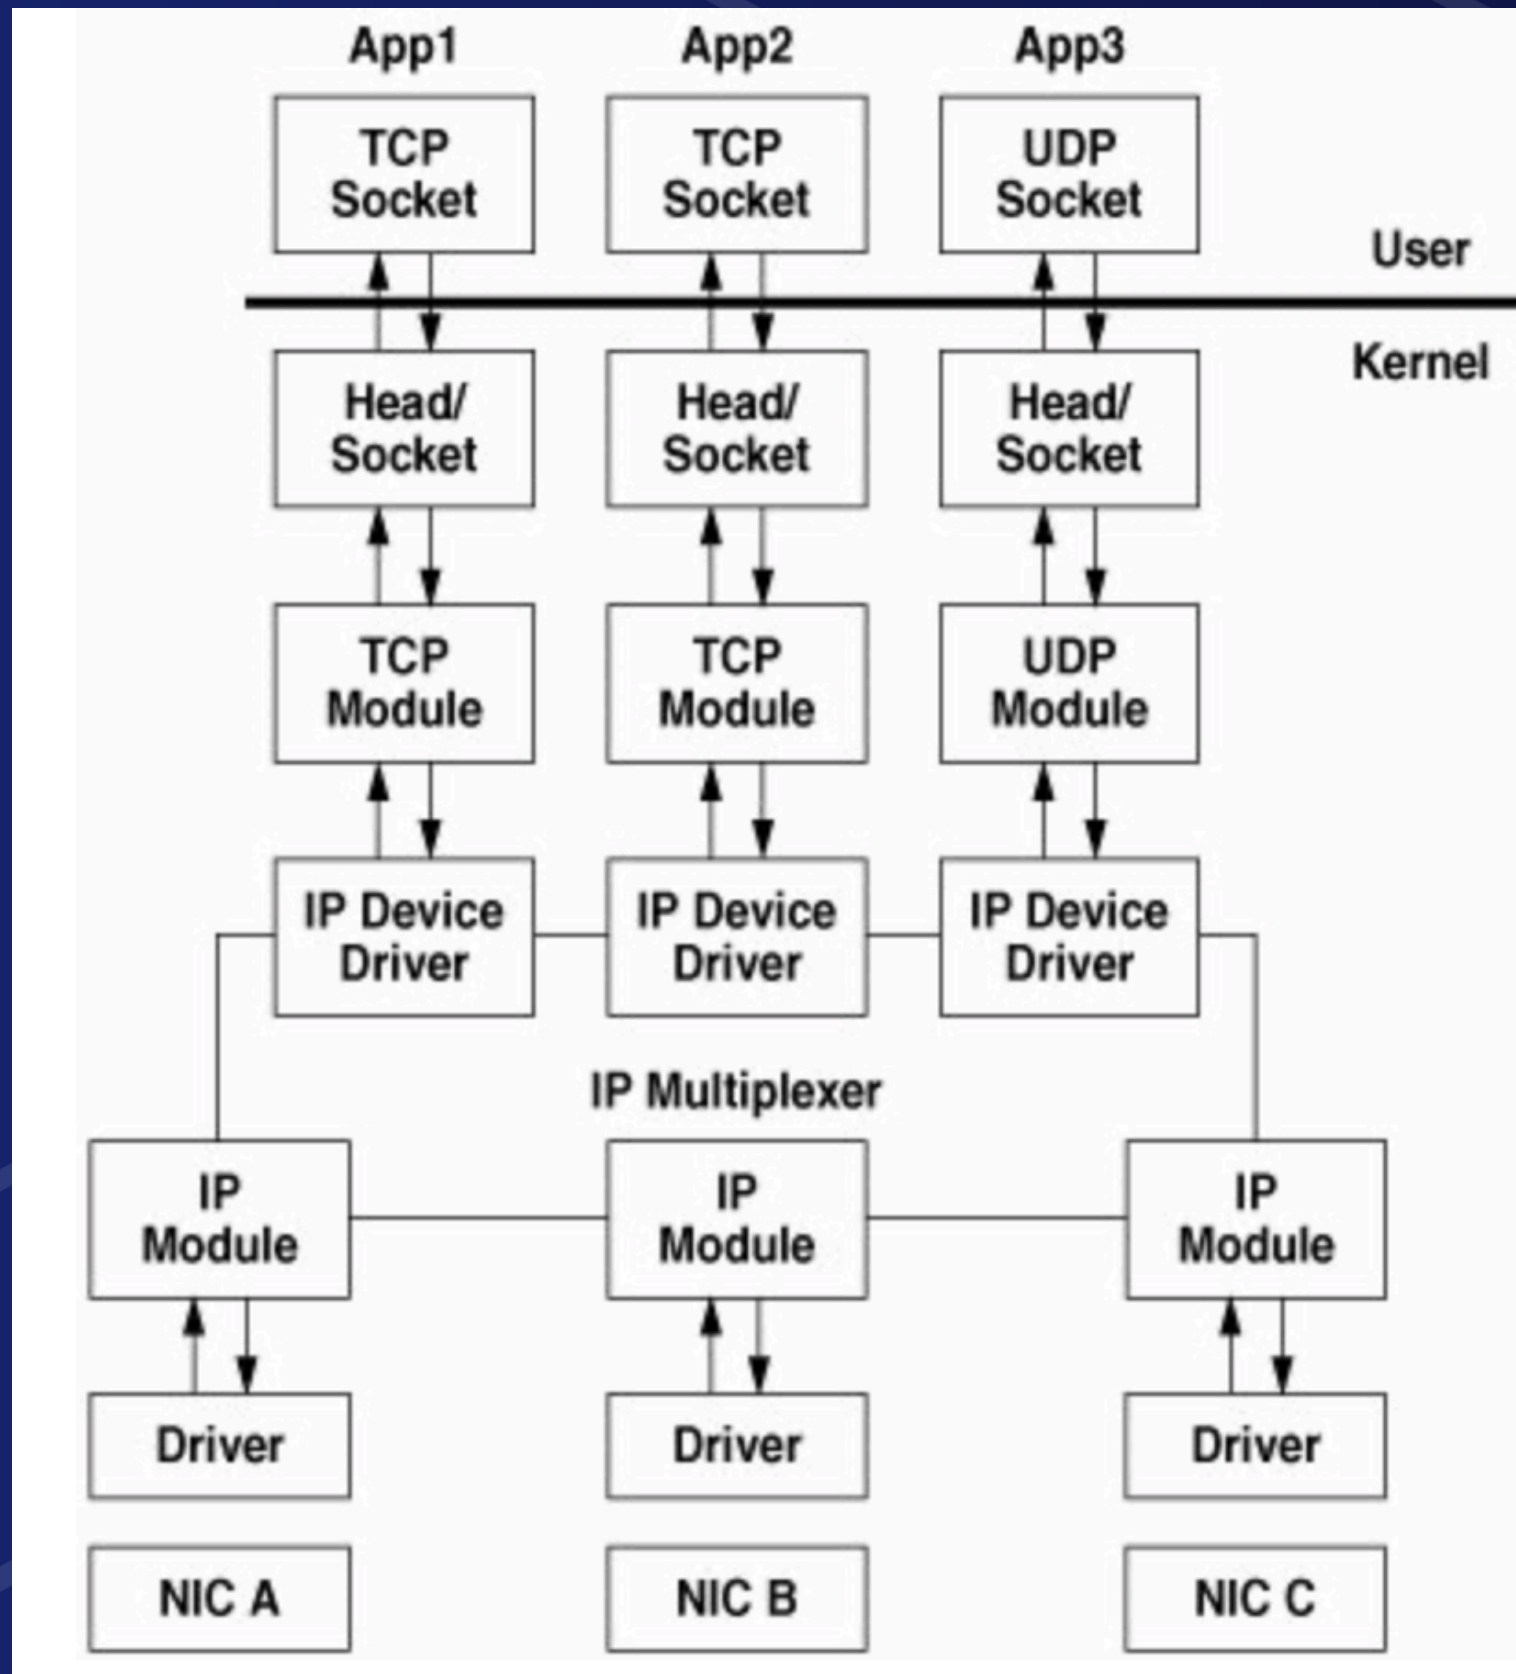 App1 App2 App3
TCP Socket
TCP Socket
UDP Socket
User
Kernel
Head/ Socket
Head/ Socket
Head/ Socket
TCP Module
TCP Module
UDP Module
IP Device Driver
IP Device Driver
IP Device Driver
IP Multiplexer
IP Module
IP Module
IP Module
Driver
Driver
Driver
NIC A
NIC B
NIC C